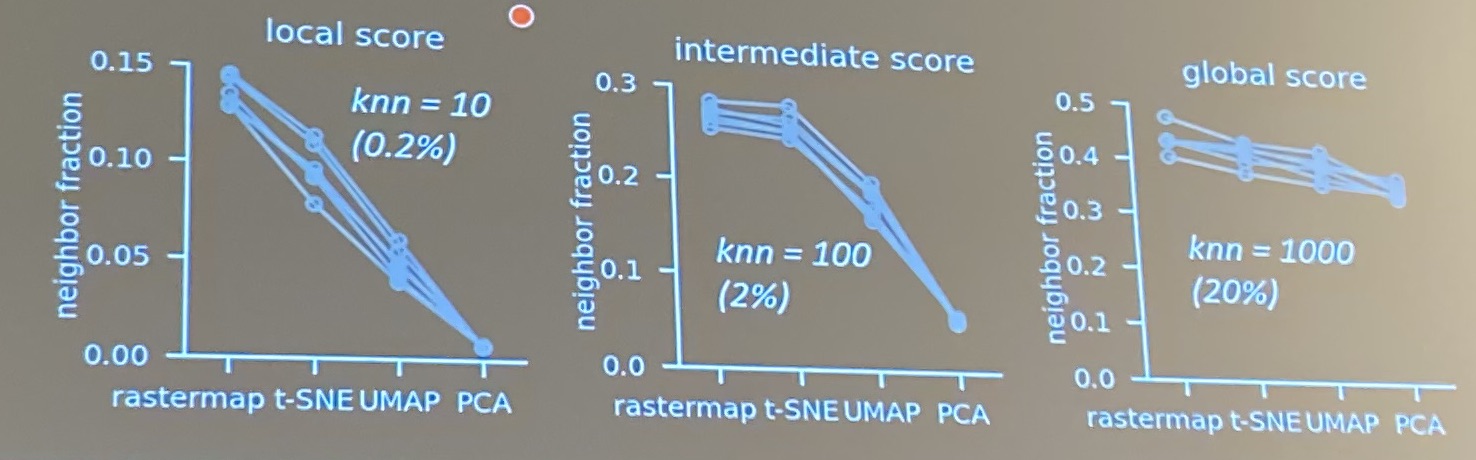 local score
0.15
0.10
0.05
0.00
neighbor fraction
knn = 10
(0.2%)
rastermap t-SNE UMAP PCA
intermediate score
0.3
0.2
0.1
0.0
neighbor fraction
knn = 100
(2%)
rastermap t-SNE UMAP PCA
global score
0.5
0.4
0.3
0.2
0.1
0.0
neighbor fraction
knn = 1000
(20%)
rastermap t-SNE UMAP PCA